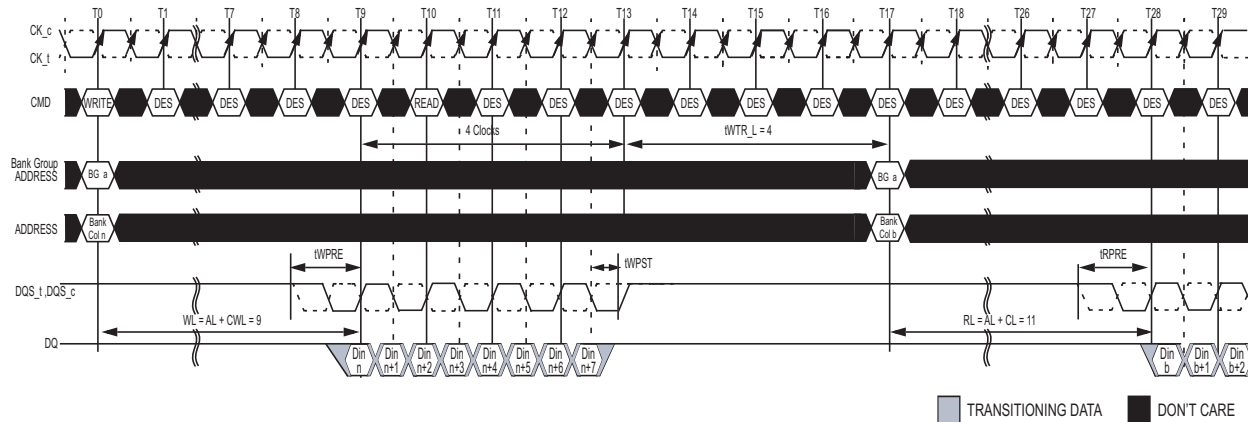 T0 T1 T7 T8 T9 T10 T11 T12 T13 T14 T15 T16 T17 T18 T26 T27 T28 T29
CK_c
CK_t
CMD WRITE DES DES DES DES READ DES DES DES DES DES DES DES DES DES DES DES DES
4 Clocks tWTR_L = 4
Bank Group
ADDRESS BG a BG a
ADDRESS Bank Col n Bank Col b
tWPRE tWPST tRPRE
DQS_t ,DQS_c
WL = AL + CWL = 9 RL = AL + CL = 11
DQ Din n Din n+1 Din n+2 Din n+3 Din n+4 Din n+5 Din n+6 Din n+7 Din b Din b+1 Din b+2
TRANSITIONING DATA DON'T CARE